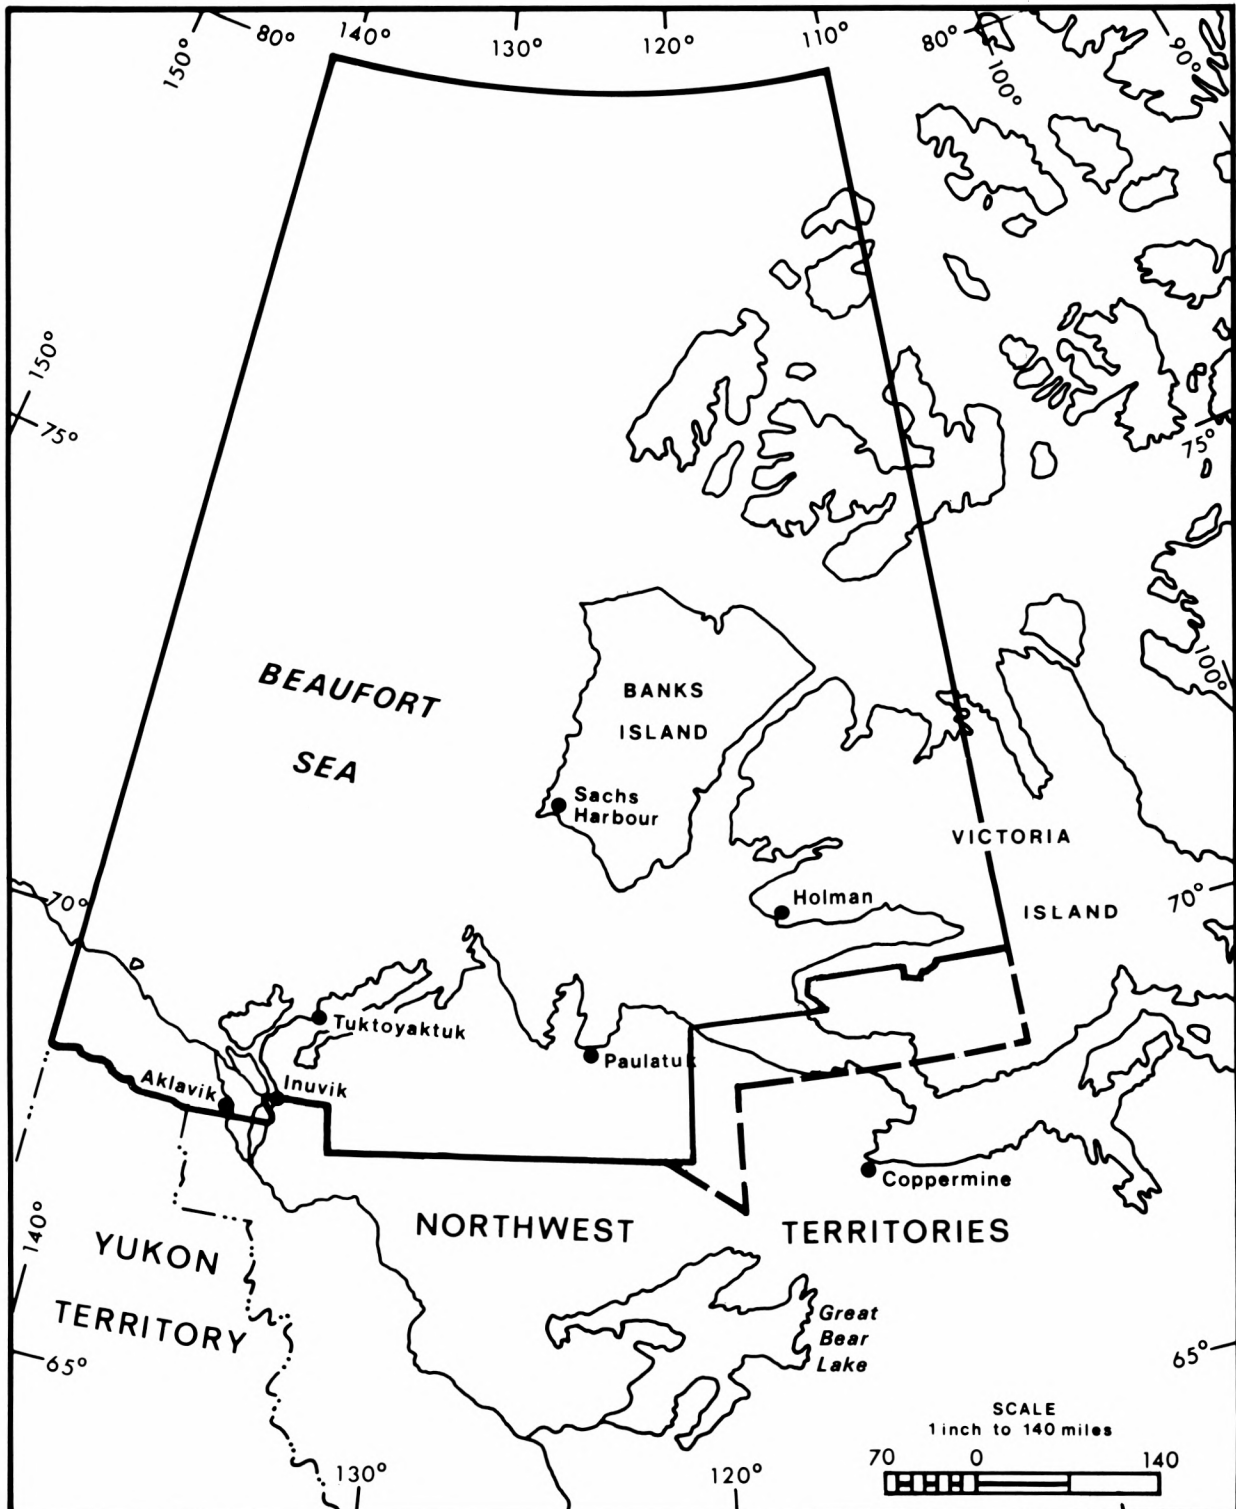 150°
80°
140°
130°
120°
110°
80°
100°
90°
150°
75°
75°
BEAUFORT
SEA
BANKS
ISLAND
Sachs
Harbour
100°
VICTORIA
ISLAND
70°
Holman
70°
Tuktoyaktuk
Paulatuk
Aklavik
Inuvik
Coppermine
140°
YUKON
TERRITORY
NORTHWEST TERRITORIES
Great
Bear
Lake
65°
65°
SCALE
1 inch to 140 miles
70 0 140
130°
120°